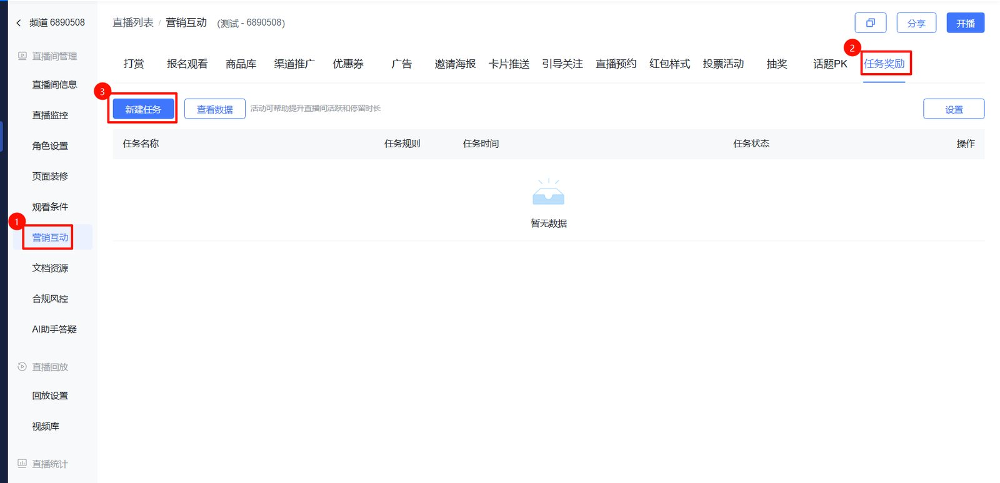 频道 6890508
直播列表 / 营销互动 (测试 - 6890508)
分享
开播
直播间管理
打赏 报名观看 商品库 渠道推广 优惠券 广告 邀请海报 卡片推送 引导关注 直播预约 红包样式 投票活动 抽奖 话题PK 2 任务奖励
直播间信息
3
新建任务 查看数据 活动可帮助提升直播间活跃和停留时长 设置
直播监控
任务名称 任务规则 任务时间 任务状态 操作
角色设置
页面装修
观看条件
暂无数据
1
营销互动
文档资源
合规风控
AI助手答疑
直播回放
回放设置
视频库
直播统计